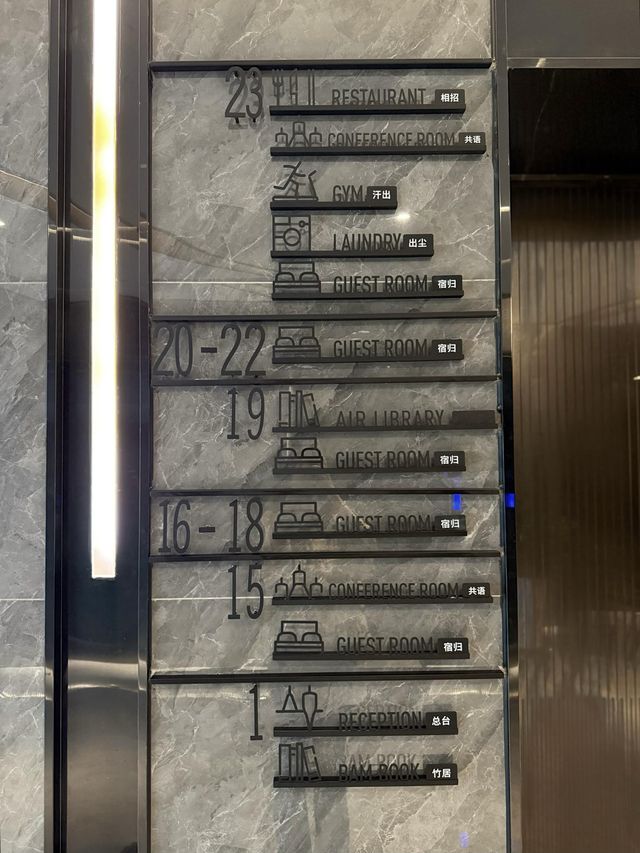 23 RESTAURANT 相招
CONFERENCE ROOM 共语
GYM 汗出
LAUNDRY 出尘
GUEST ROOM 宿归
20-22 GUEST ROOM 宿归
19 AIR LIBRARY
GUEST ROOM 宿归
16-18 GUEST ROOM 宿归
15 CONFERENCE ROOM 共语
GUEST ROOM 宿归
1 RECEPTION 总台
BAM BOOK 竹居